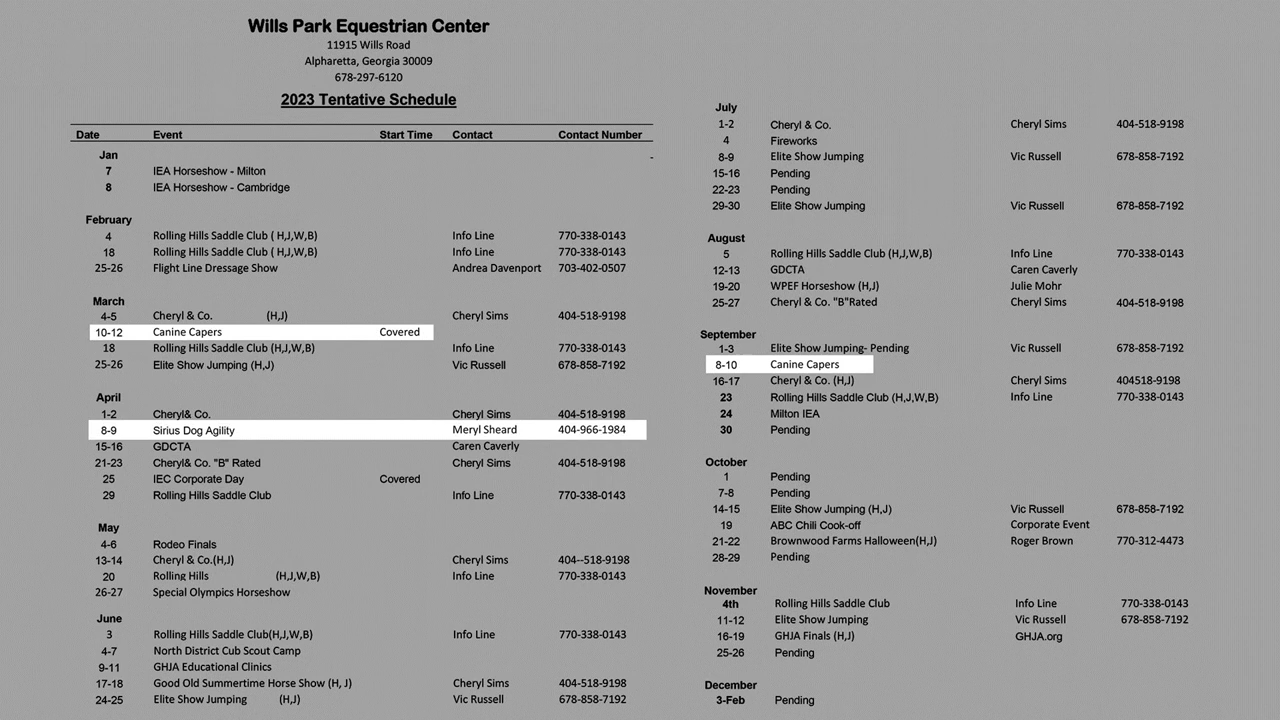 Wills Park Equestrian Center
11915 Wills Road
Alpharetta, Georgia 30009
678-297-6120
2023 Tentative Schedule
Date Event Start Time Contact Contact Number
Jan -
7 IEA Horseshow - Milton
8 IEA Horseshow - Cambridge
February
4 Rolling Hills Saddle Club ( H,J,W,B) Info Line 770-338-0143
18 Rolling Hills Saddle Club ( H,J,W,B) Info Line 770-338-0143
25-26 Flight Line Dressage Show Andrea Davenport 703-402-0507
March
4-5 Cheryl & Co. (H,J) Cheryl Sims 404-518-9198
10-12 Canine Capers Covered
18 Rolling Hills Saddle Club (H,J,W,B) Info Line 770-338-0143
25-26 Elite Show Jumping (H,J) Vic Russell 678-858-7192
April
1-2 Cheryl& Co. Cheryl Sims 404-518-9198
8-9 Sirius Dog Agility Meryl Sheard 404-966-1984
15-16 GDCTA Caren Caverly
21-23 Cheryl& Co. "B" Rated Cheryl Sims 404-518-9198
25 IEC Corporate Day Covered
29 Rolling Hills Saddle Club Info Line 770-338-0143
May
4-6 Rodeo Finals
13-14 Cheryl & Co.(H,J) Cheryl Sims 404--518-9198
20 Rolling Hills (H,J,W,B) Info Line 770-338-0143
26-27 Special Olympics Horseshow
June
3 Rolling Hills Saddle Club(H,J,W,B) Info Line 770-338-0143
4-7 North District Cub Scout Camp
9-11 GHJA Educational Clinics
17-18 Good Old Summertime Horse Show (H, J) Cheryl Sims 404-518-9198
24-25 Elite Show Jumping (H,J) Vic Russell 678-858-7192
July
1-2 Cheryl & Co. Cheryl Sims 404-518-9198
4 Fireworks
8-9 Elite Show Jumping Vic Russell 678-858-7192
15-16 Pending
22-23 Pending
29-30 Elite Show Jumping Vic Russell 678-858-7192
August
5 Rolling Hills Saddle Club (H,J,W,B) Info Line 770-338-0143
12-13 GDCTA Caren Caverly
19-20 WPEF Horseshow (H,J) Julie Mohr
25-27 Cheryl & Co. "B"Rated Cheryl Sims 404-518-9198
September
1-3 Elite Show Jumping- Pending Vic Russell 678-858-7192
8-10 Canine Capers
16-17 Cheryl & Co. (H,J) Cheryl Sims 404518-9198
23 Rolling Hills Saddle Club (H,J,W,B) Info Line 770-338-0143
24 Milton IEA
30 Pending
October
1 Pending
7-8 Pending
14-15 Elite Show Jumping (H,J) Vic Russell 678-858-7192
19 ABC Chili Cook-off Corporate Event
21-22 Brownwood Farms Halloween(H,J) Roger Brown 770-312-4473
28-29 Pending
November
4th Rolling Hills Saddle Club Info Line 770-338-0143
11-12 Elite Show Jumping Vic Russell 678-858-7192
16-19 GHJA Finals (H,J) GHJA.org
25-26 Pending
December
3-Feb Pending